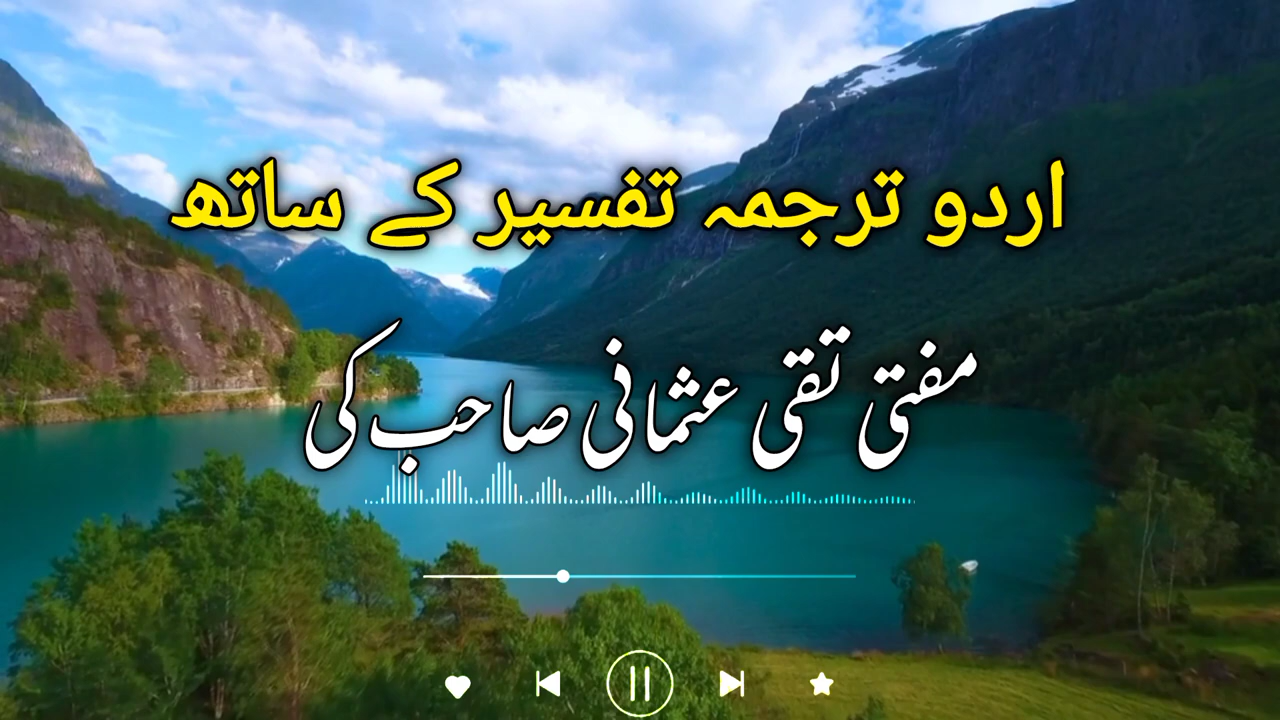 اردو ترجمہ تفسیر کے ساتھ
مفتی تقی عثمانی صاحب کی